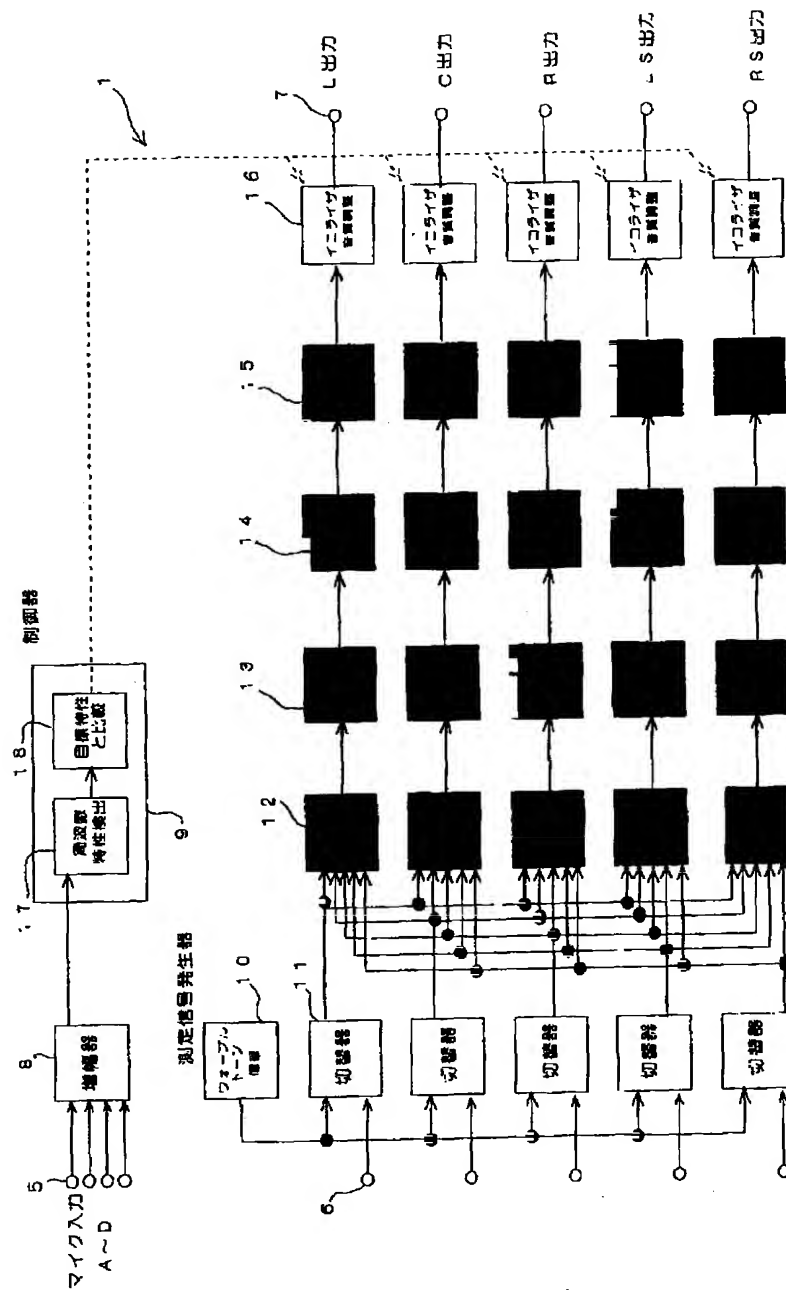 マイク入力
A~D
5
増幅器
8
制御器
17
周波数
特性検出
18
目標特性
と比較
9
1
測定信号発生器
10
ウォーブル
トーン
信号
11
切替器
切替器
切替器
切替器
切替器
6
12
13
14
15
16
イコライザ
音質調整
イコライザ
音質調整
イコライザ
音質調整
イコライザ
音質調整
イコライザ
音質調整
7
L出力
C出力
R出力
LS出力
RS出力